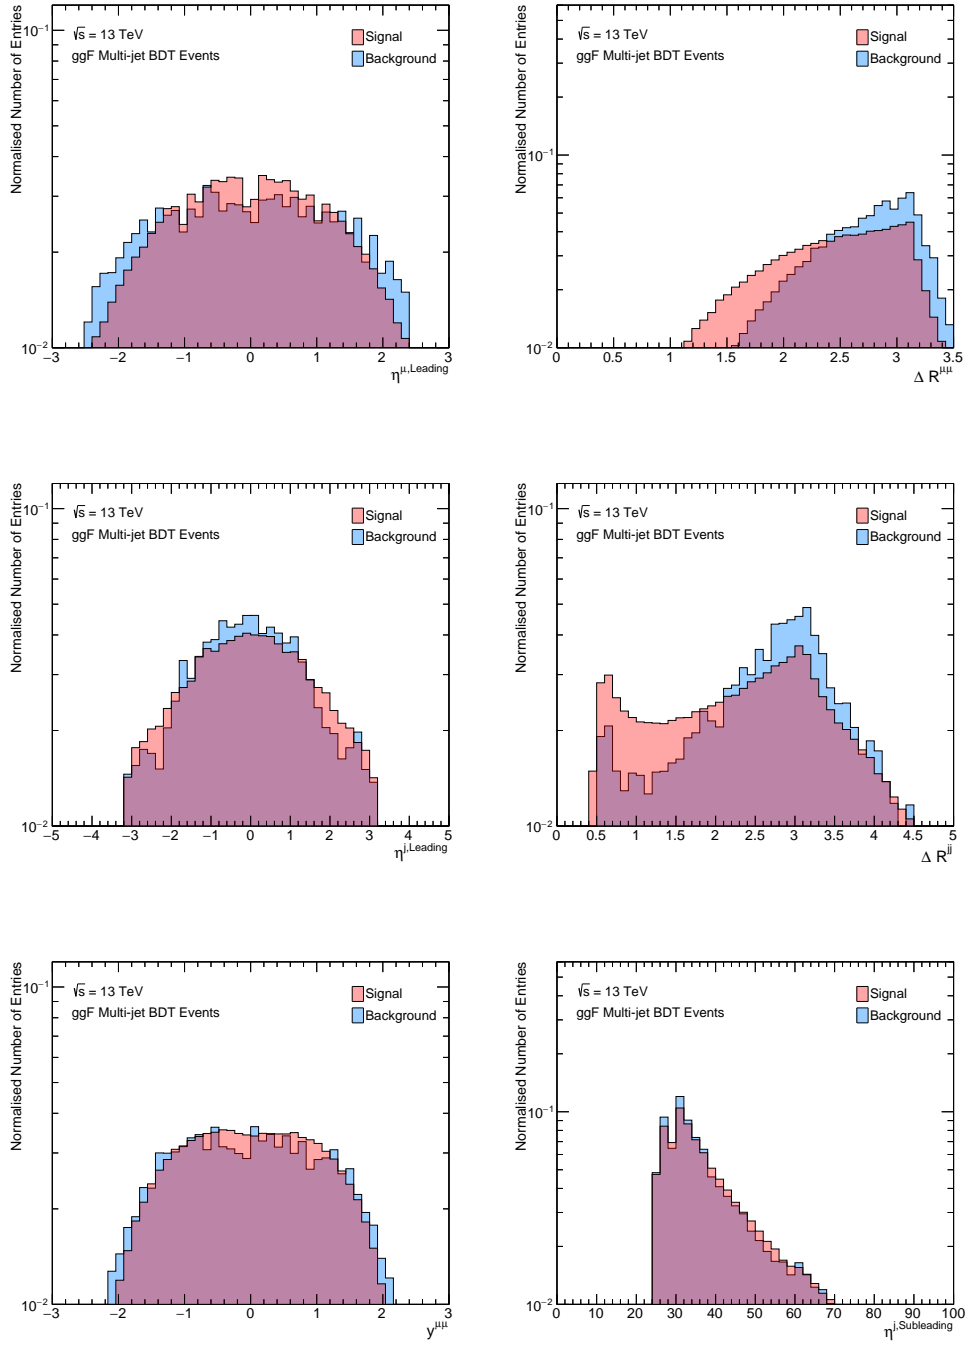 Normalised Number of Entries
10⁻¹
√s = 13 TeV
ggF Multi-jet BDT Events
Signal
Background
10⁻²
−3 −2 −1 0 1 2 3
η^μ,Leading
Normalised Number of Entries
√s = 13 TeV
ggF Multi-jet BDT Events
Signal
Background
10⁻¹
10⁻²
0 0.5 1 1.5 2 2.5 3 3.5
Δ R^μμ
Normalised Number of Entries
10⁻¹
√s = 13 TeV
ggF Multi-jet BDT Events
Signal
Background
10⁻²
−5 −4 −3 −2 −1 0 1 2 3 4 5
η^j,Leading
Normalised Number of Entries
10⁻¹
√s = 13 TeV
ggF Multi-jet BDT Events
Signal
Background
10⁻²
0 0.5 1 1.5 2 2.5 3 3.5 4 4.5 5
Δ R^jj
Normalised Number of Entries
10⁻¹
√s = 13 TeV
ggF Multi-jet BDT Events
Signal
Background
10⁻²
−3 −2 −1 0 1 2 3
y^μμ
Normalised Number of Entries
√s = 13 TeV
ggF Multi-jet BDT Events
Signal
Background
10⁻¹
10⁻²
0 10 20 30 40 50 60 70 80 90 100
η^j,Subleading